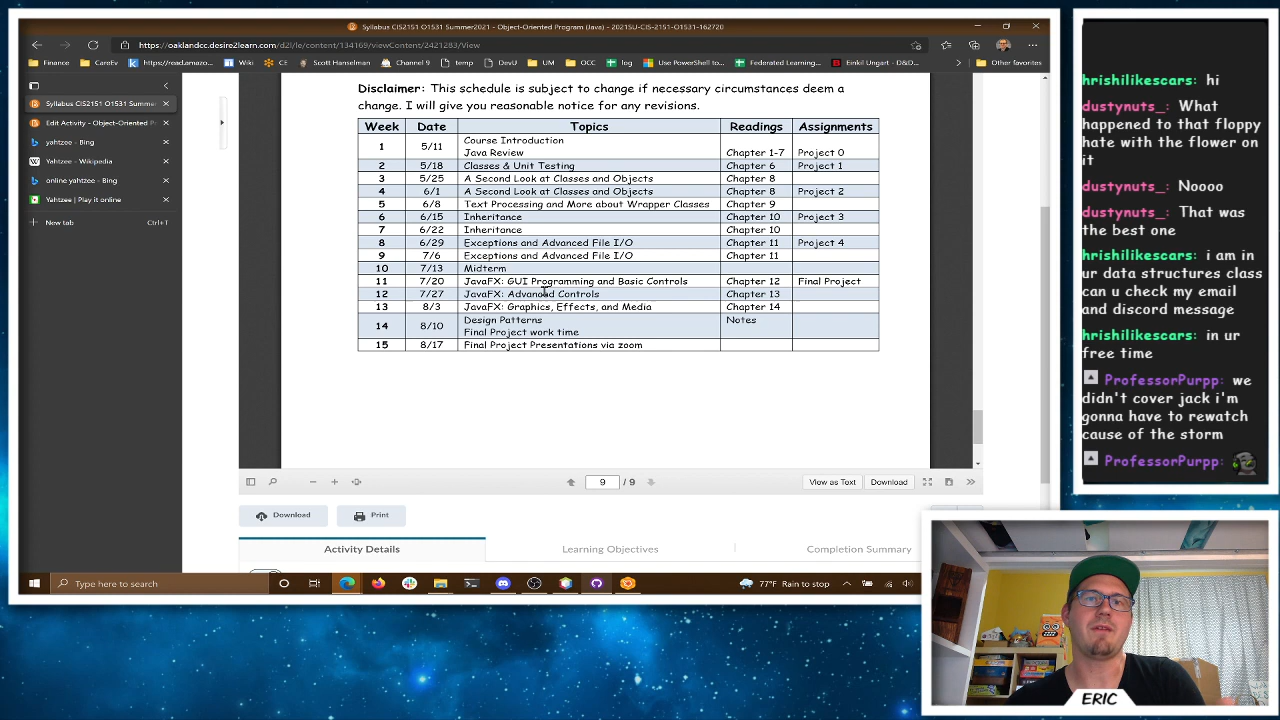 Syllabus CIS2151 O1531 Summer2021 - Object-Oriented Program (Java) - 2021SU-CIS-2151-O1531-162720
https://oaklandcc.desire2learn.com/d2l/le/content/134169/viewContent/2421283/View
Finance CareEv https://read.amazo... Wiki CE Scott Hanselman Channel 9 temp DevU UM OCC log Use PowerShell to... Federated Learning... Einkil Ungart - D&D... Other favorites
Syllabus CIS2151 O1531 Summer
Edit Activity - Object-Oriented Pr
yahtzee - Bing
Yahtzee - Wikipedia
online yahtzee - Bing
Yahtzee | Play it online
New tab Ctrl+T
Disclaimer: This schedule is subject to change if necessary circumstances deem a
change. I will give you reasonable notice for any revisions.
Week Date Topics Readings Assignments
1 5/11 Course Introduction
Java Review Chapter 1-7 Project 0
2 5/18 Classes & Unit Testing Chapter 6 Project 1
3 5/25 A Second Look at Classes and Objects Chapter 8
4 6/1 A Second Look at Classes and Objects Chapter 8 Project 2
5 6/8 Text Processing and More about Wrapper Classes Chapter 9
6 6/15 Inheritance Chapter 10 Project 3
7 6/22 Inheritance Chapter 10
8 6/29 Exceptions and Advanced File I/O Chapter 11 Project 4
9 7/6 Exceptions and Advanced File I/O Chapter 11
10 7/13 Midterm
11 7/20 JavaFX: GUI Programming and Basic Controls Chapter 12 Final Project
12 7/27 JavaFX: Advanced Controls Chapter 13
13 8/3 JavaFX: Graphics, Effects, and Media Chapter 14
14 8/10 Design Patterns Notes
Final Project work time
15 8/17 Final Project Presentations via zoom
9 / 9 View as Text Download
Download Print
Activity Details Learning Objectives Completion Summary
Type here to search 77°F Rain to stop
hrishilikescars: hi
dustynuts_: What
happened to that floppy
hate with the flower on
it
dustynuts_: Noooo
dustynuts_: That was
the best one
hrishilikescars: i am in
ur data structures class
can u check my email
and discord message
hrishilikescars: in ur
free time
ProfessorPurpp: we
didn't cover jack i'm
gonna have to rewatch
cause of the storm
ProfessorPurpp:
ERIC